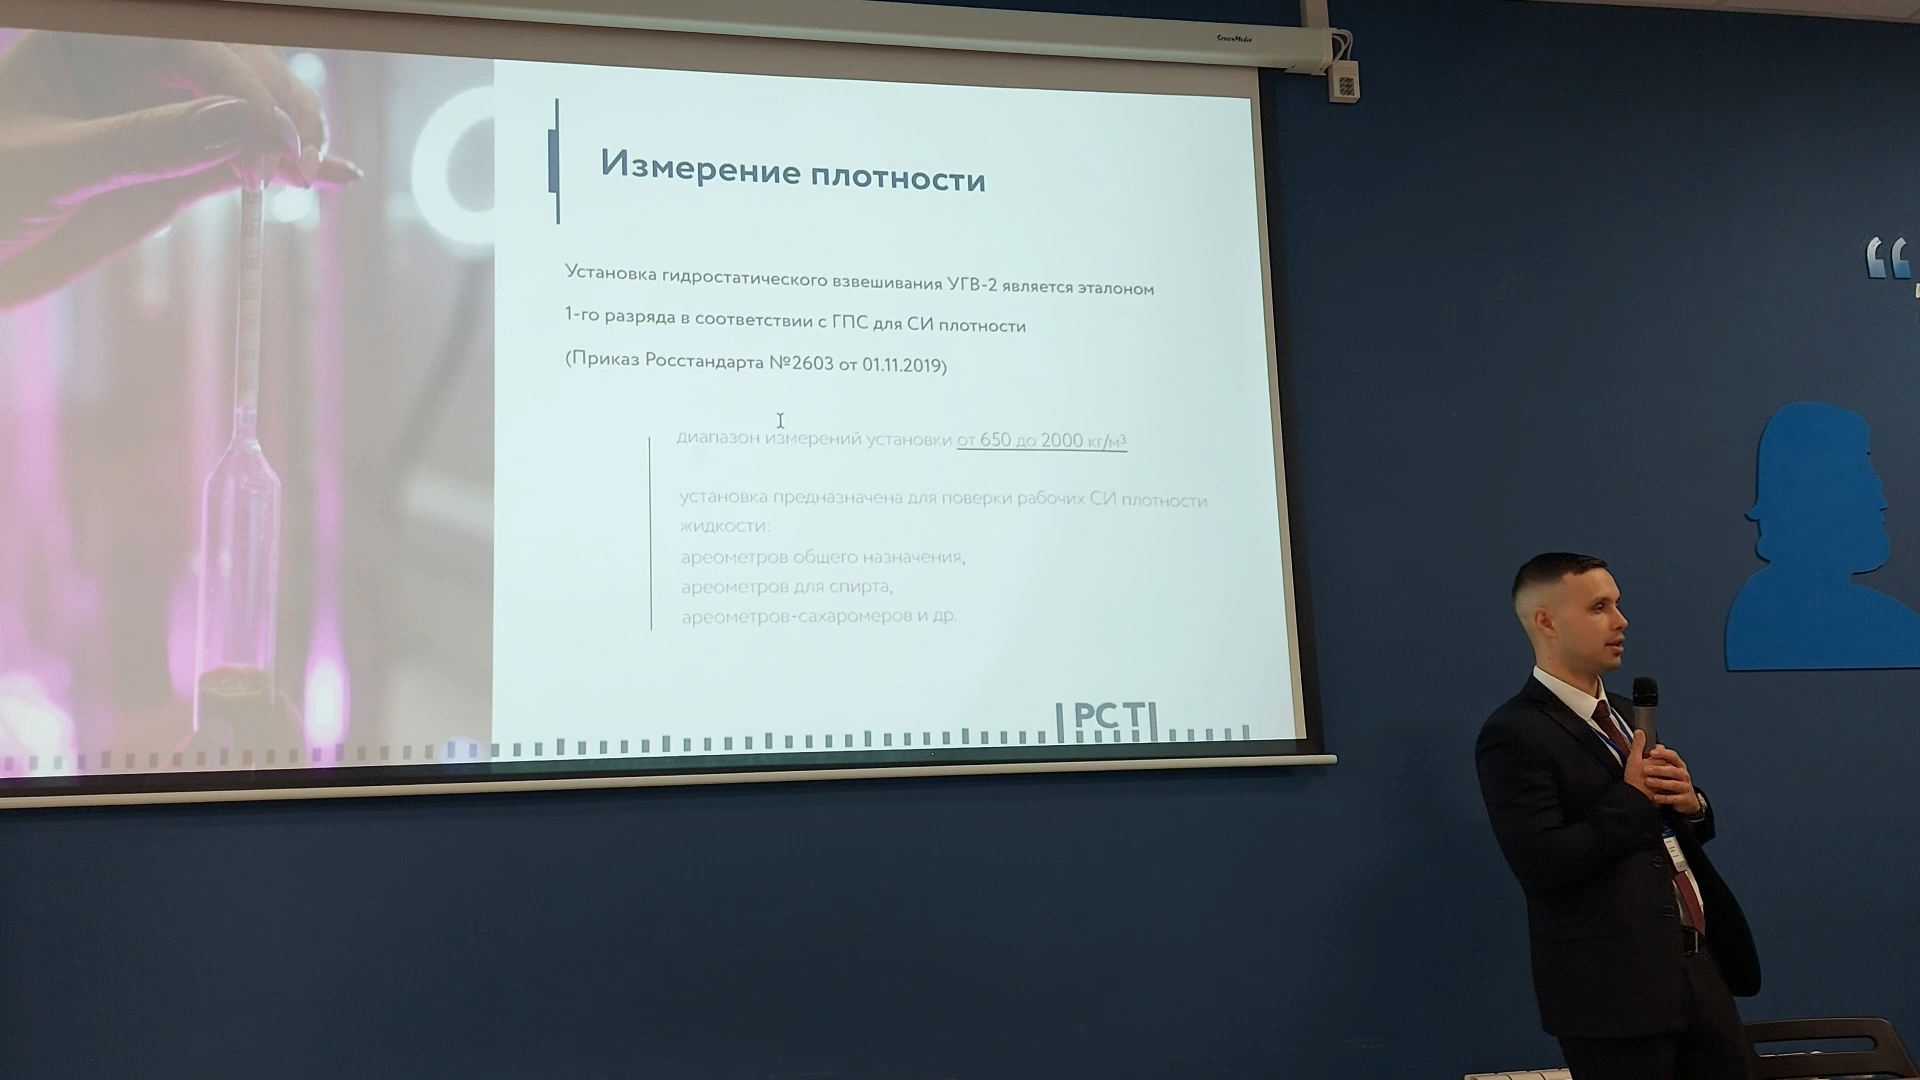 ScreenMedia
Измерение плотности
Установка гидростатического взвешивания УГВ-2 является эталоном
1-го разряда в соответствии с ГПС для СИ плотности
(Приказ Росстандарта №2603 от 01.11.2019)
диапазон измерений установки от 650 до 2000 кг/м³
установка предназначена для поверки рабочих СИ плотности
жидкости:
ареометров общего назначения,
ареометров для спирта,
ареометров-сахаромеров и др.
РСТ
“